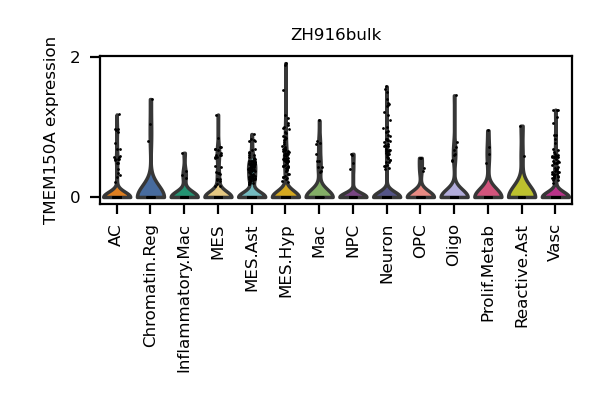 ZH916bulk
TMEM150A expression
2
0
AC
Chromatin.Reg
Inflammatory.Mac
MES
MES.Ast
MES.Hyp
Mac
NPC
Neuron
OPC
Oligo
Prolif.Metab
Reactive.Ast
Vasc